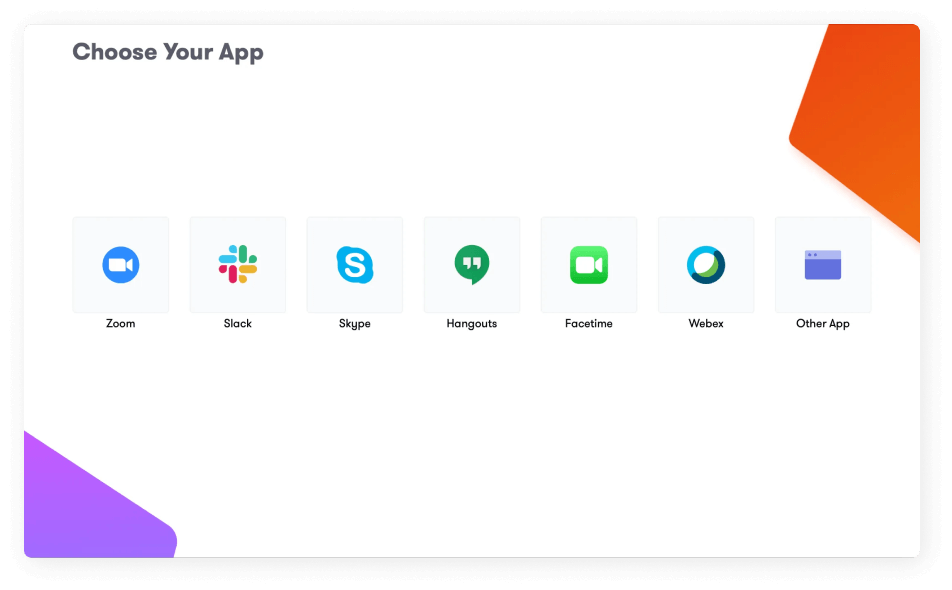 Choose Your App
Zoom
Slack
Skype
Hangouts
Facetime
Webex
Other App